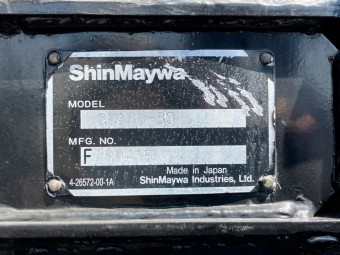 ShinMaywa
MODEL
MFG. NO.
F
Made in Japan
4-26572-00-1A
ShinMaywa Industries, Ltd.